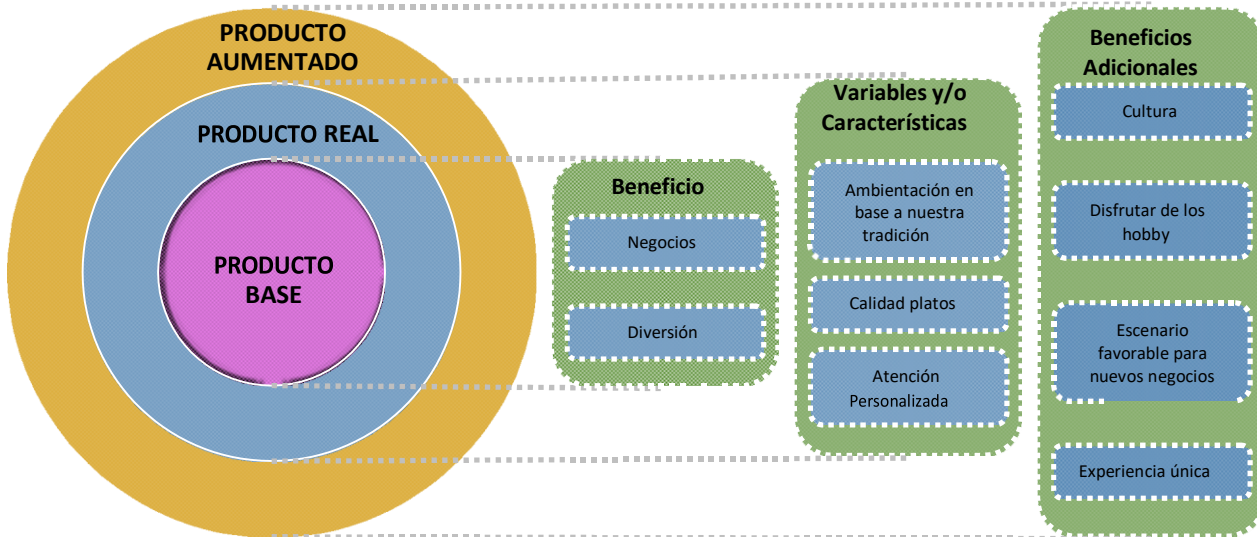 PRODUCTO
AUMENTADO
PRODUCTO REAL
PRODUCTO
BASE
Beneficio
Negocios
Diversión
Variables y/o
Característícas
Ambientación en
base a nuestra
tradición
Calidad platos
Atención
Personalizada
Beneficios
Adicionales
Cultura
Disfrutar de los
hobby
Escenario
favorable para
nuevos negocios
Experiencia única